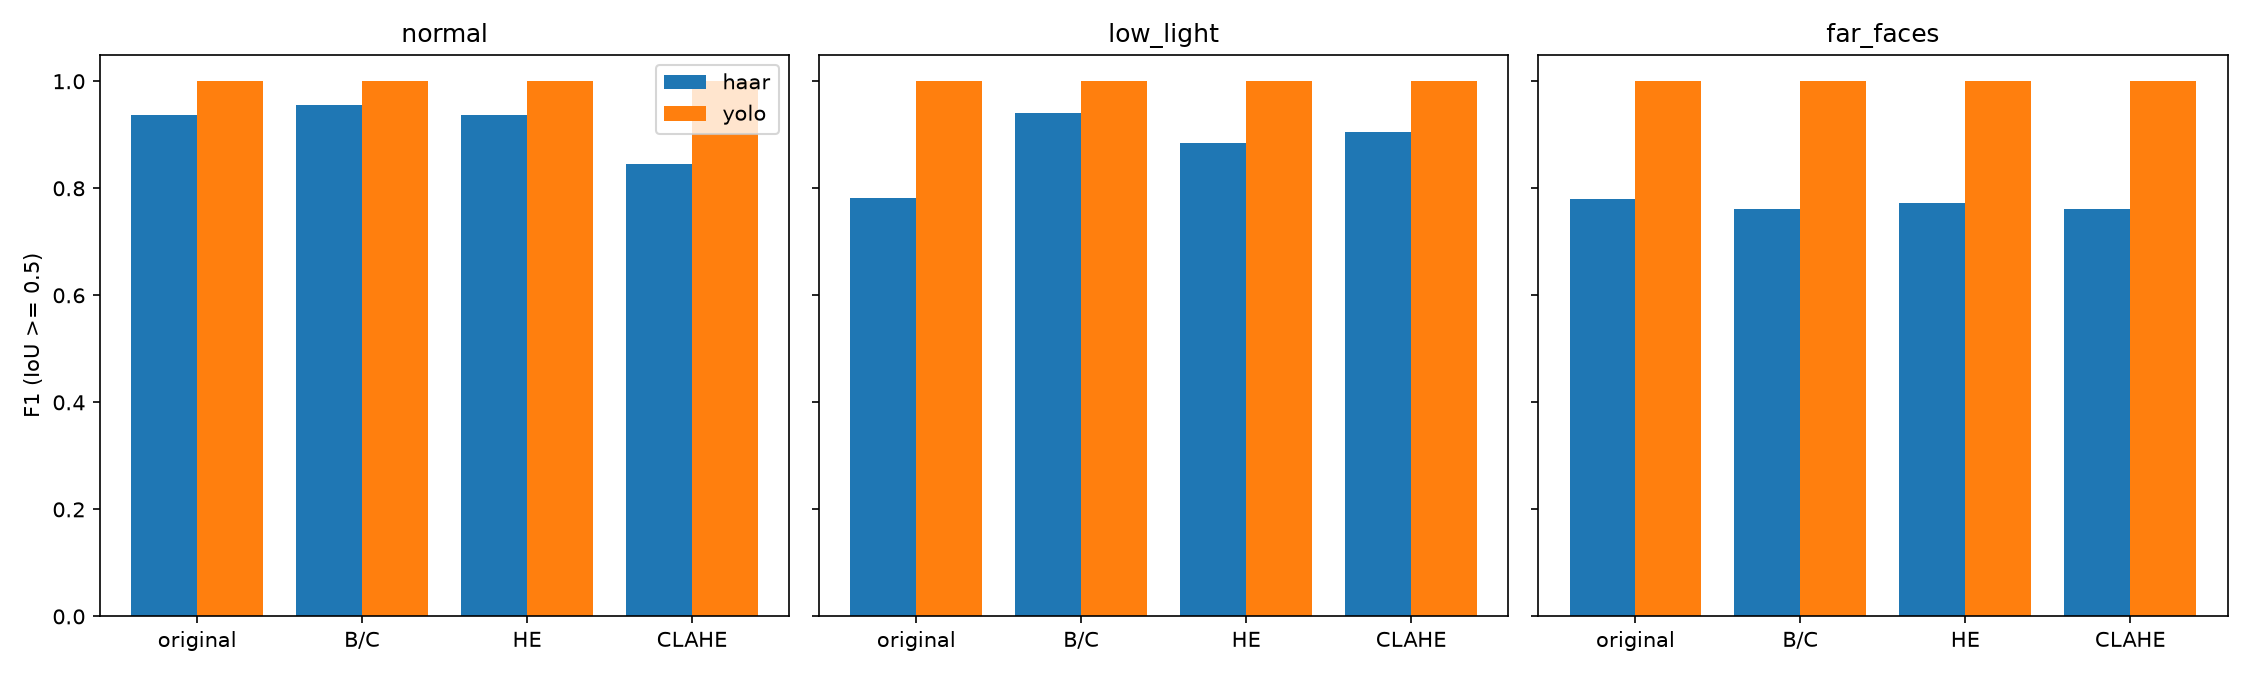 normal
low_light
far_faces
haar
yolo
F1 (IoU >= 0.5)
1.0
0.8
0.6
0.4
0.2
0.0
original B/C HE CLAHE
original B/C HE CLAHE
original B/C HE CLAHE